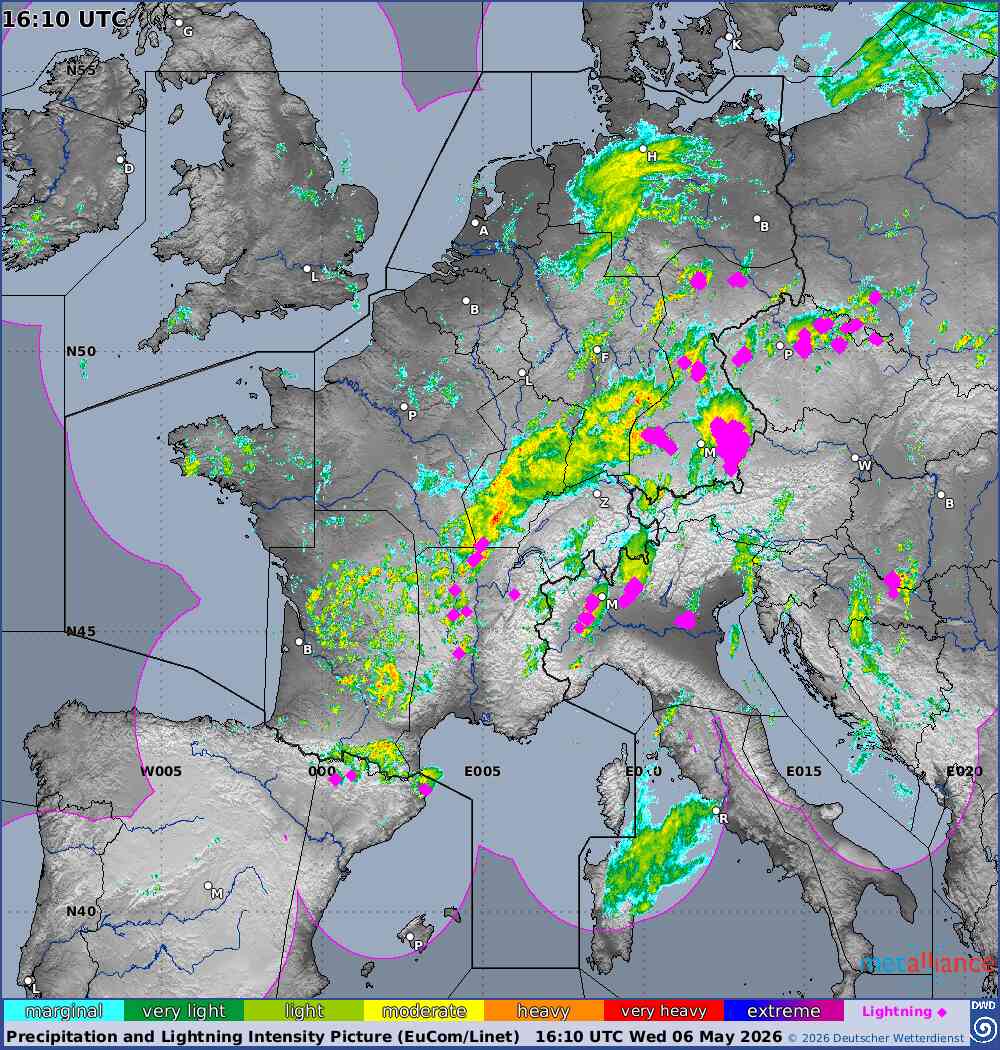 16:10 UTC
G
K
N55
H
D
A
B
L
B
N50
F
P
L
P
M
M
W
B
Z
M
N45
B
W005
000
E005
E010
E015
E020
R
M
N40
P
L
metalliance
marginal very light light moderate heavy very heavy extreme Lightning
DWD
Precipitation and Lightning Intensity Picture (EuCom/Linet) 16:10 UTC Wed 06 May 2026 © 2026 Deutscher Wetterdienst